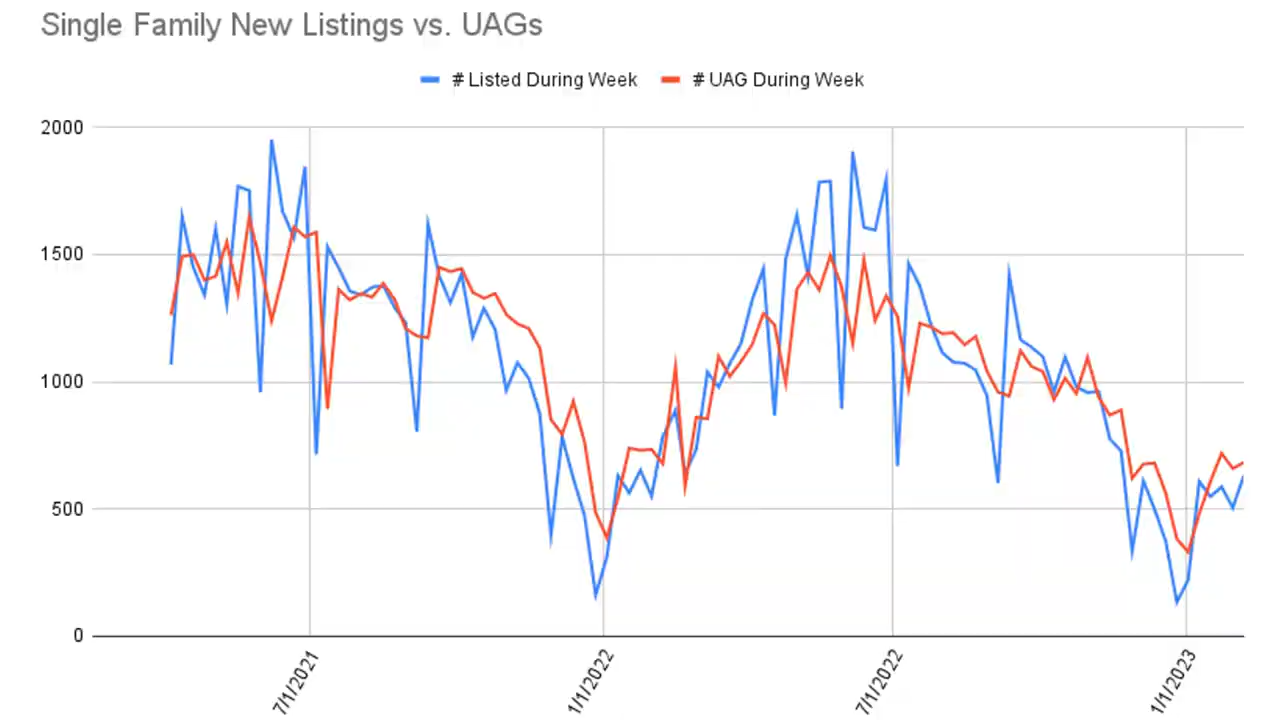 Single Family New Listings vs. UAGs
# Listed During Week # UAG During Week
2000
1500
1000
500
0
7/1/2021 1/1/2022 7/1/2022 1/1/2023